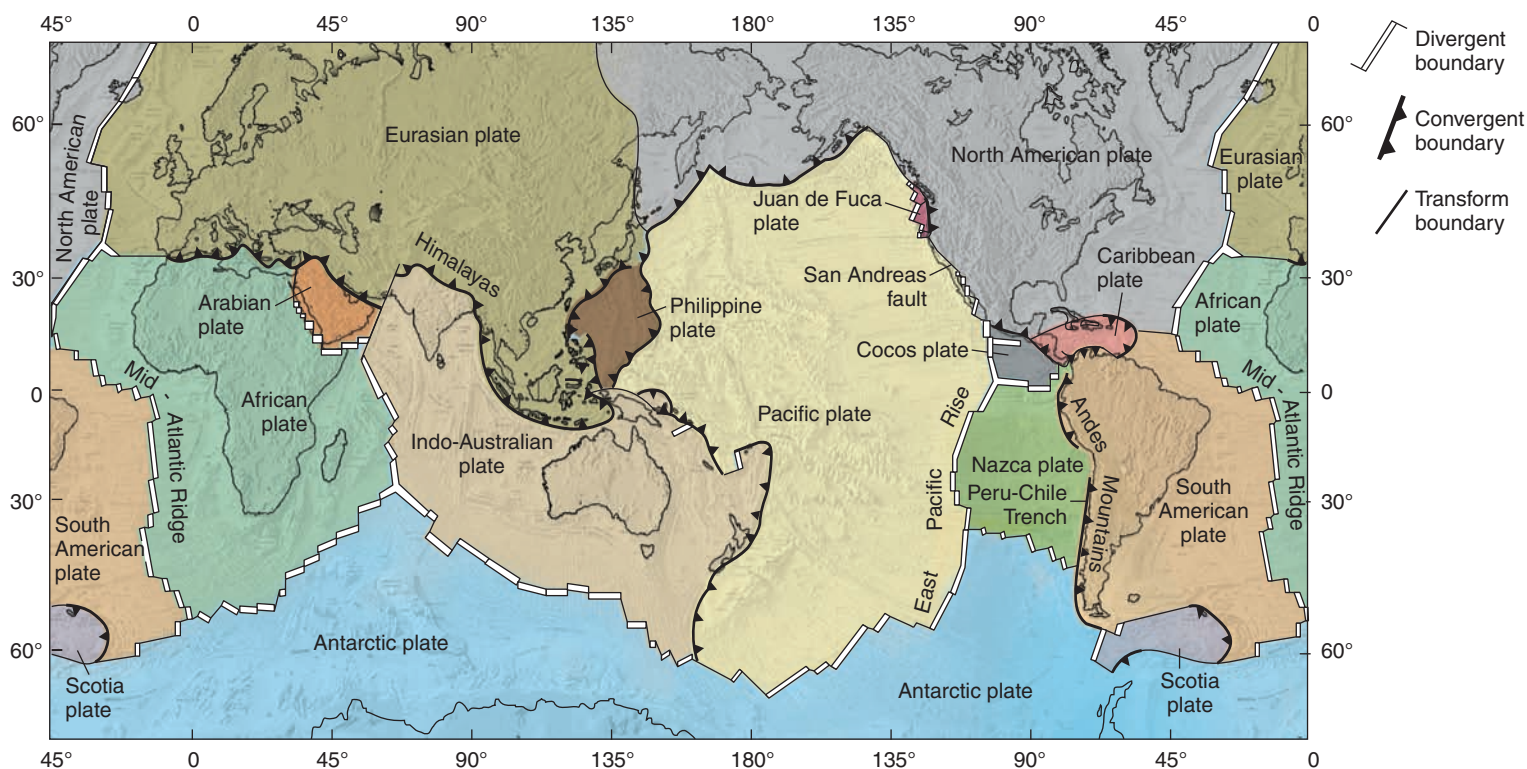 45° 0 45° 90° 135° 180° 135° 90° 45° 0
Divergent
boundary
Convergent
boundary
Transform
boundary
60°
30°
0
30°
60°
60°
30°
0
30°
60°
North American
plate
Eurasian plate
North American plate
Eurasian
plate
Juan de Fuca
plate
Himalayas
San Andreas
fault
Caribbean
plate
Arabian
plate
Philippine
plate
African
plate
Cocos plate
Mid - Atlantic Ridge
African
plate
Indo-Australian
plate
Pacific plate
East Pacific Rise
Andes Mountains
Mid - Atlantic Ridge
Nazca plate
Peru-Chile
Trench
South
American
plate
South
American
plate
Antarctic plate
Antarctic plate
Scotia
plate
Scotia
plate
45° 0 45° 90° 135° 180° 135° 90° 45° 0